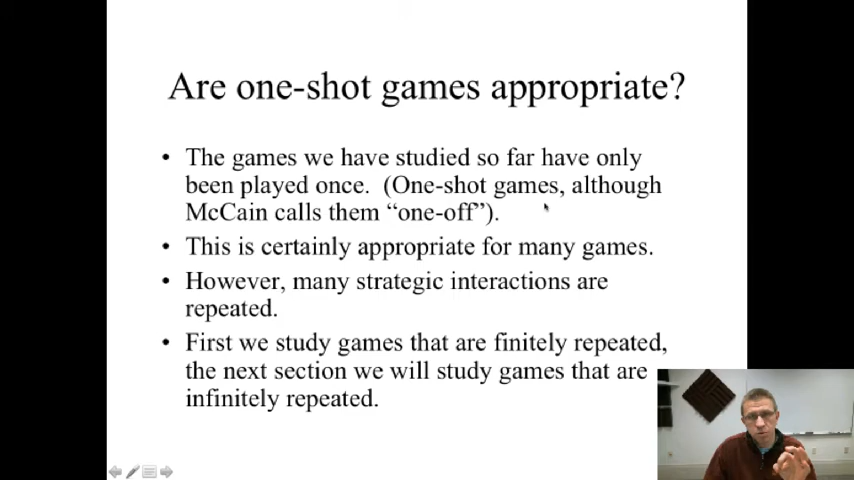 Are one-shot games appropriate?
• The games we have studied so far have only
been played once. (One-shot games, although
McCain calls them “one-off”).
• This is certainly appropriate for many games.
• However, many strategic interactions are
repeated.
• First we study games that are finitely repeated,
the next section we will study games that are
infinitely repeated.